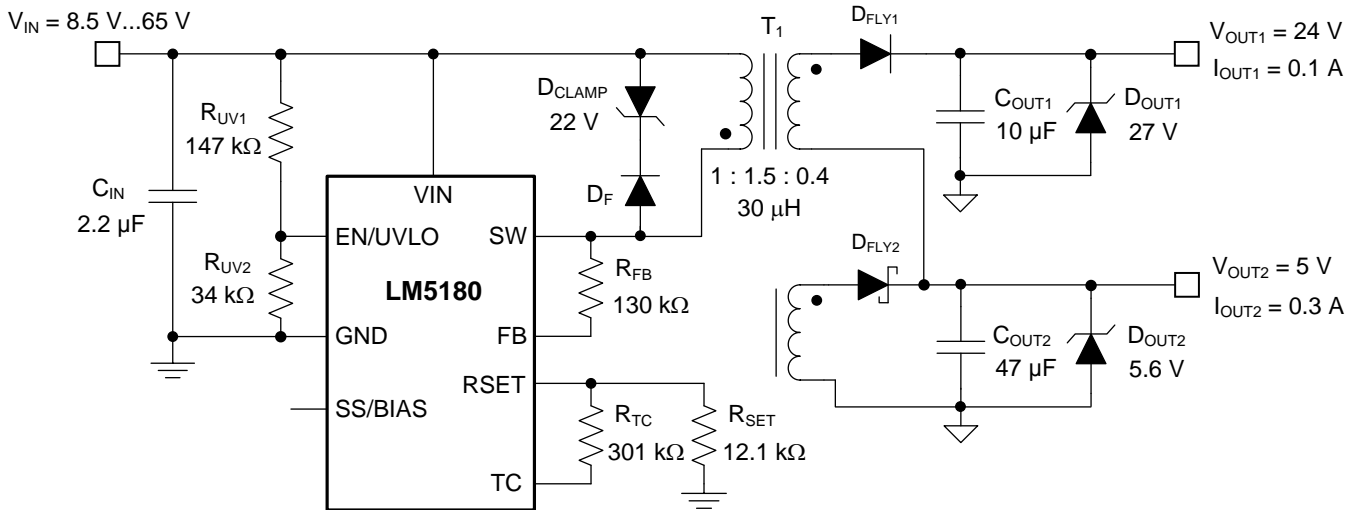 V_IN = 8.5 V...65 V
T₁
D_FLY1
V_OUT1 = 24 V
I_OUT1 = 0.1 A
D_CLAMP
22 V
R_UV1
147 kΩ
C_OUT1
10 µF
D_OUT1
27 V
1 : 1.5 : 0.4
30 µH
C_IN
2.2 µF
VIN
D_F
EN/UVLO
SW
D_FLY2
R_UV2
34 kΩ
LM5180
R_FB
130 kΩ
V_OUT2 = 5 V
I_OUT2 = 0.3 A
GND
FB
C_OUT2
47 µF
D_OUT2
5.6 V
RSET
SS/BIAS
R_TC
301 kΩ
R_SET
12.1 kΩ
TC